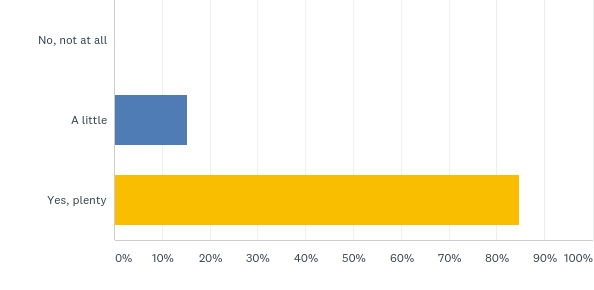 No, not at all
A little
Yes, plenty
0% 10% 20% 30% 40% 50% 60% 70% 80% 90% 100%